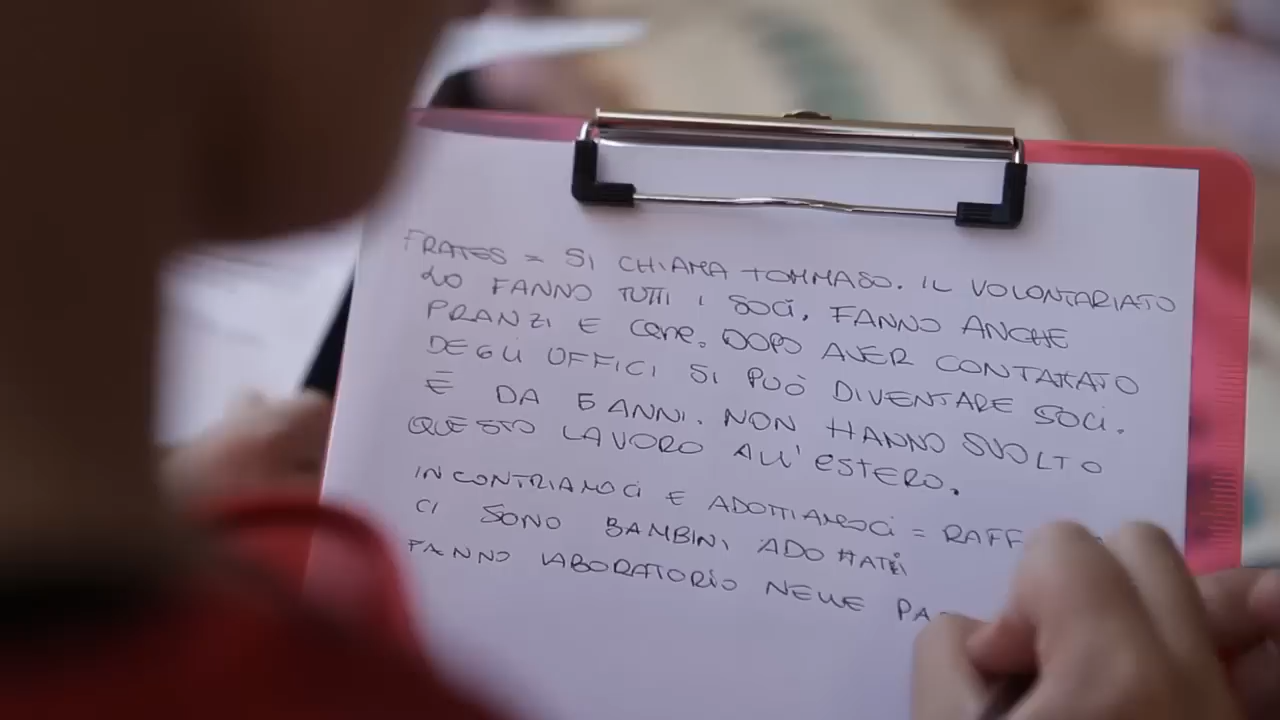 FRATES = SI CHIAMA TOMMASO. IL VOLONTARIATO
LO FANNO TUTTI I SOCI, FANNO ANCHE
PRANZI E CENE. DOPO AVER CONTATTATO
DEGLI UFFICI SI PUÒ DIVENTARE SOCI.
È DA 5 ANNI. NON HANNO SVOLTO
QUESTO LAVORO ALL'ESTERO.
INCONTRIAMOCI E ADOTTIAMOCI =
CI SONO BAMBINI ADOTTATI
FANNO LABORATORIO NELLE